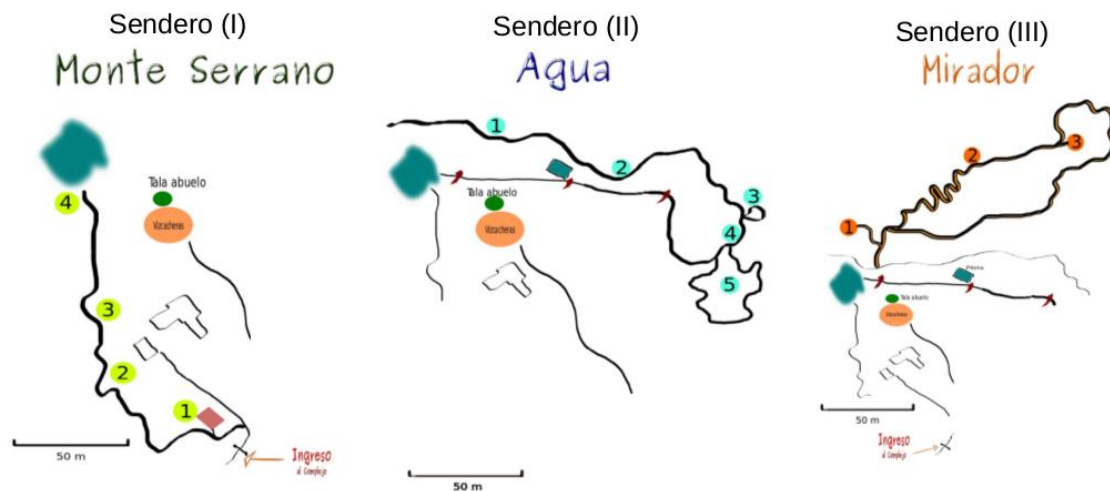 Sendero (I)
Monte Serrano
4
Tala abuelo
Vizcacheras
3
2
1
50 m
Ingreso
al Complejo
Sendero (II)
Agua
1
2
3
4
5
Tala abuelo
Vizcacheras
50 m
Sendero (III)
Mirador
1
2
3
Tala abuelo
Vizcacheras
50 m
Ingreso
al Complejo